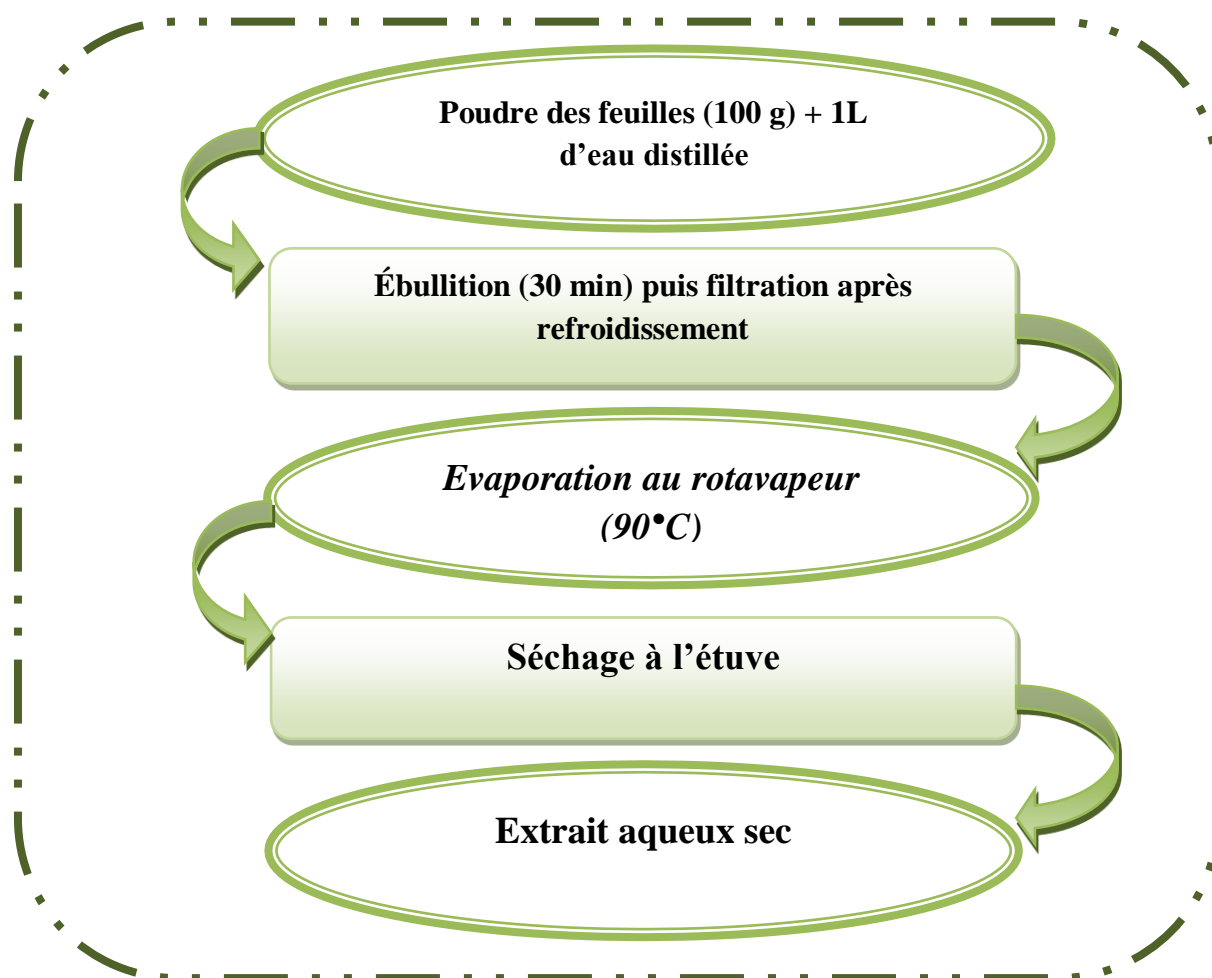 Poudre des feuilles (100 g) + 1L
d’eau distillée
Ébullition (30 min) puis filtration après
refroidissement
Evaporation au rotavapeur
(90•C)
Séchage à l’étuve
Extrait aqueux sec